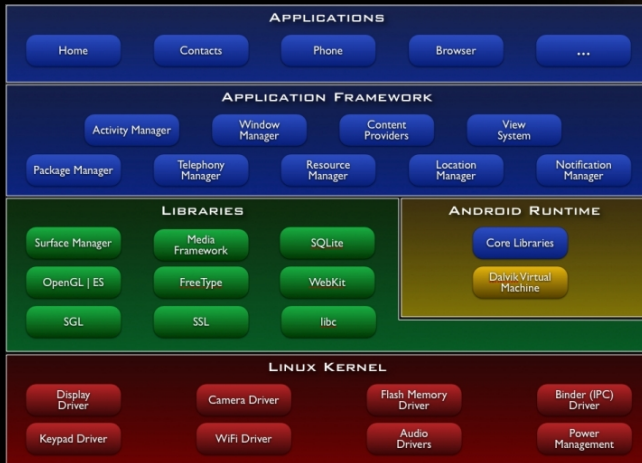 APPLICATIONS
Home
Contacts
Phone
Browser
...
APPLICATION FRAMEWORK
Activity Manager
Window
Manager
Content
Providers
View
System
Package Manager
Telephony
Manager
Resource
Manager
Location
Manager
Notification
Manager
LIBRARIES
Surface Manager
Media
Framework
SQLite
OpenGL | ES
FreeType
WebKit
SGL
SSL
libc
ANDROID RUNTIME
Core Libraries
Dalvik Virtual
Machine
LINUX KERNEL
Display
Driver
Camera Driver
Flash Memory
Driver
Binder (IPC)
Driver
Keypad Driver
WiFi Driver
Audio
Drivers
Power
Management